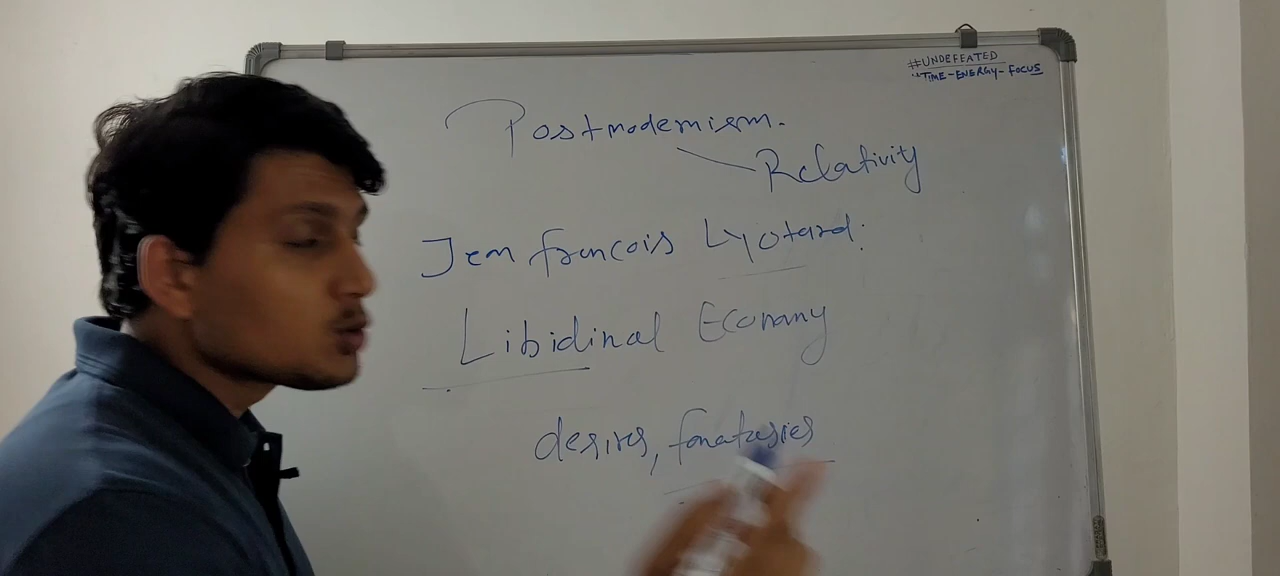 #UNDEFEATED
"TIME-ENERGY-FOCUS
Postmodernism.
Relativity
Jean francois Lyotard:
Libidinal Economy
desires, fanatasies